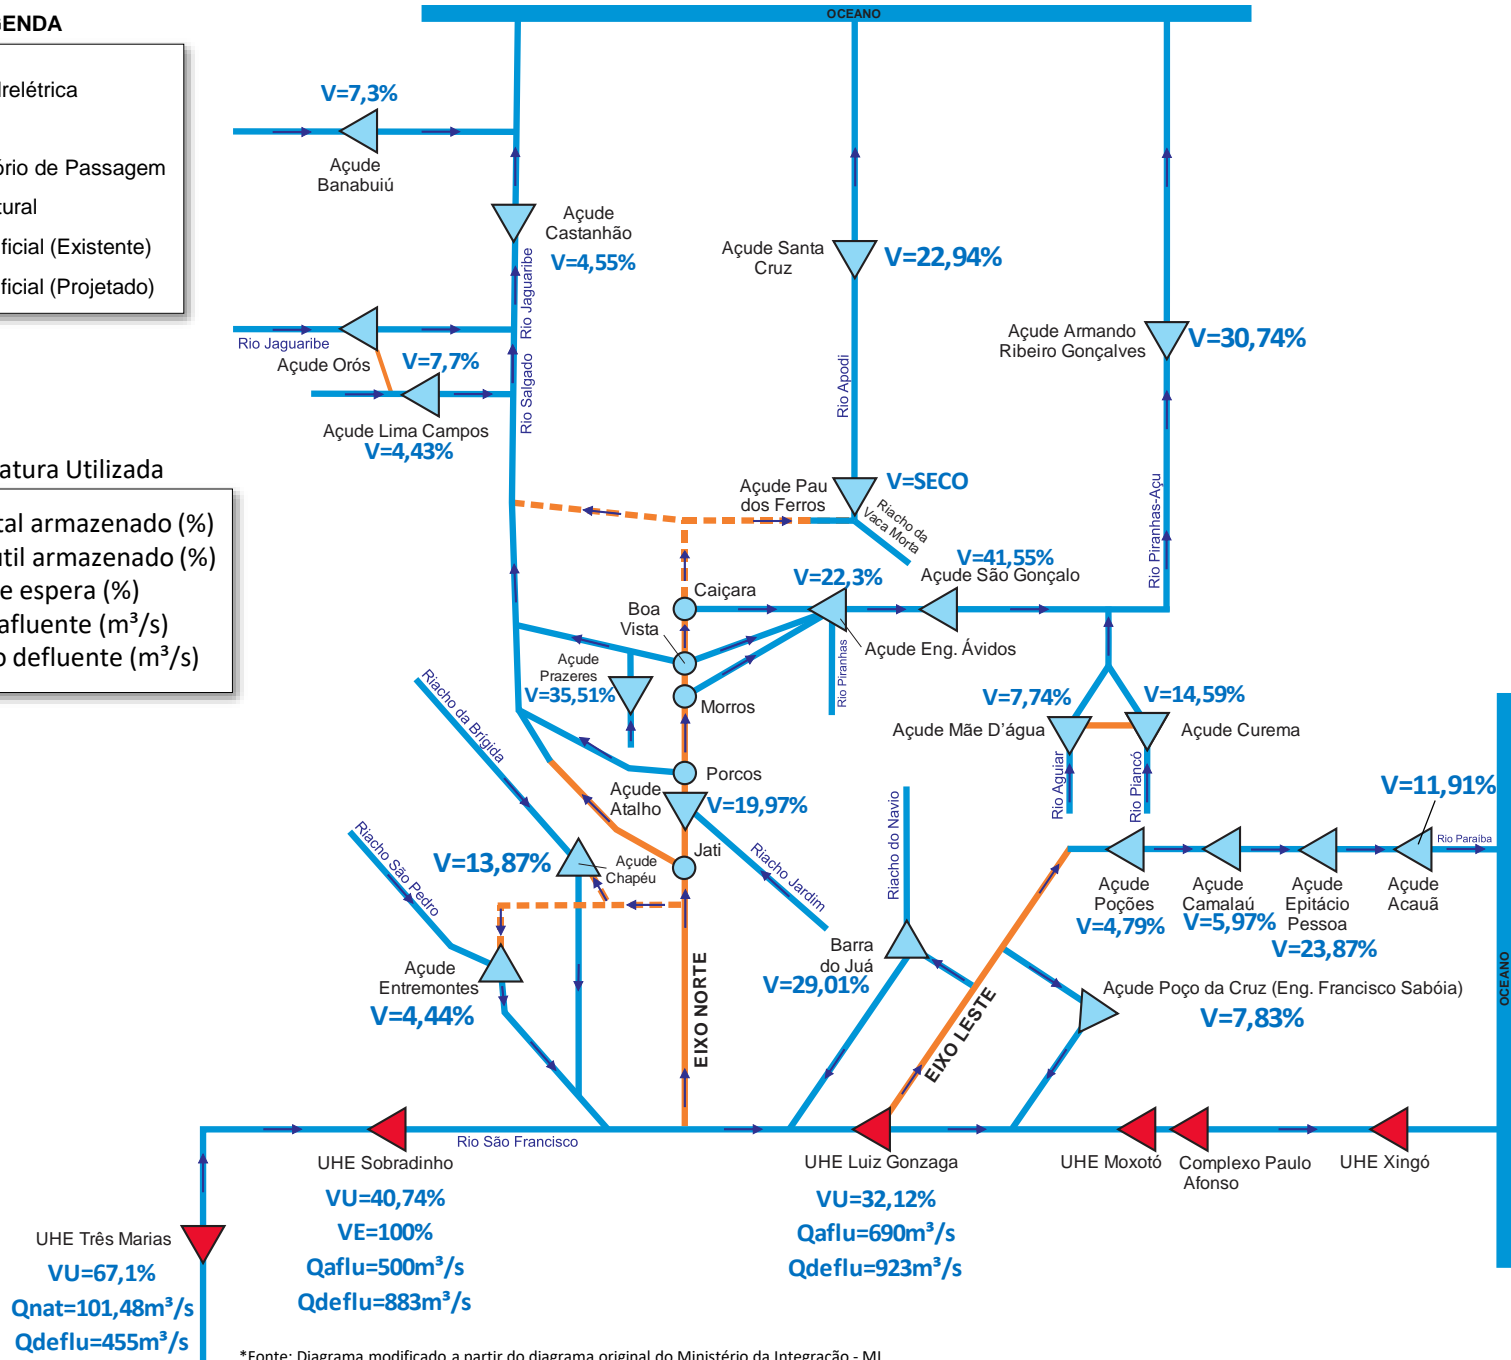 OCEANO
GENDA
drelétrica
ório de Passagem
tural
ificial (Existente)
ificial (Projetado)
V=7,3%
Açude
Banabuiú
Açude
Castanhão
V=4,55%
Rio Jaguaribe
Açude Santa
Cruz
V=22,94%
Açude Armando
Ribeiro Gonçalves
V=30,74%
Rio Jaguaribe
Açude Orós
V=7,7%
Rio Salgado
Rio Apodi
Açude Lima Campos
V=4,43%
atura Utilizada
tal armazenado (%)
útil armazenado (%)
e espera (%)
afluente (m³/s)
o defluente (m³/s)
Açude Pau
dos Ferros
V=SECO
Riacho da
Vaca Morta
Rio Piranhas-Açu
V=41,55%
Açude São Gonçalo
V=22,3%
Caiçara
Boa
Vista
Açude Eng. Ávidos
Rio Piranhas
Açude
Prazeres
V=35,51%
Morros
Riacho da Brigida
V=7,74%
Açude Mãe D'água
V=14,59%
Açude Curema
Porcos
Açude
Atalho
V=19,97%
Rio Aguiar
Rio Piancó
V=11,91%
Rio Paraiba
Riacho São Pedro
V=13,87%
Açude
Chapéu
Jati
Riacho Jardim
Riacho do Navio
Açude
Poções
V=4,79%
Açude
Camalaú
V=5,97%
Açude
Epitácio
Pessoa
V=23,87%
Açude
Acauã
Açude
Entremontes
V=4,44%
EIXO NORTE
Barra
do Juá
V=29,01%
EIXO LESTE
Açude Poço da Cruz (Eng. Francisco Sabóia)
V=7,83%
OCEANO
Rio São Francisco
UHE Sobradinho
VU=40,74%
VE=100%
Qaflu=500m³/s
Qdeflu=883m³/s
UHE Luiz Gonzaga
VU=32,12%
Qaflu=690m³/s
Qdeflu=923m³/s
UHE Moxotó
Complexo Paulo
Afonso
UHE Xingó
UHE Três Marias
VU=67,1%
Qnat=101,48m³/s
Qdeflu=455m³/s
*Fonte: Diagrama modificado a partir do diagrama original do Ministério da Integração - MI